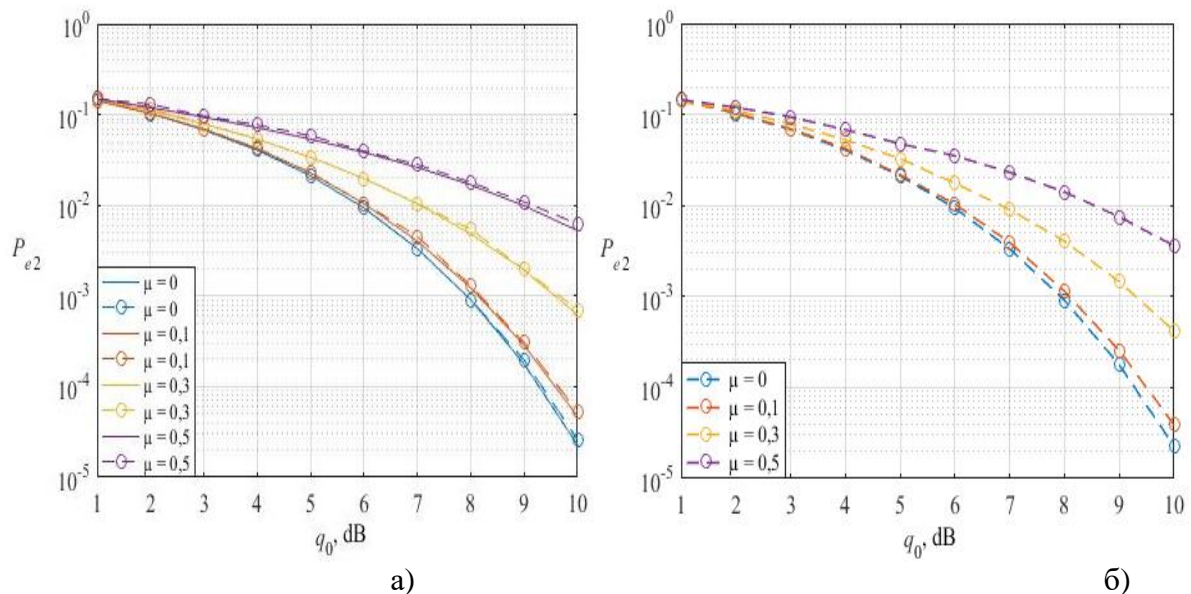 10^0
10^-1
10^-2
P_e2
10^-3
10^-4
10^-5
μ = 0
μ = 0
μ = 0,1
μ = 0,1
μ = 0,3
μ = 0,3
μ = 0,5
μ = 0,5
1 2 3 4 5 6 7 8 9 10
q_0, dB
а)
10^0
10^-1
10^-2
P_e2
10^-3
10^-4
10^-5
μ = 0
μ = 0,1
μ = 0,3
μ = 0,5
1 2 3 4 5 6 7 8 9 10
q_0, dB
б)